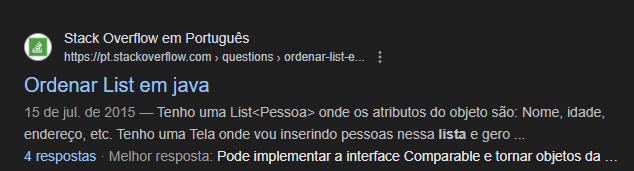 Stack Overflow em Português
https://pt.stackoverflow.com › questions › ordenar-list-e...
Ordenar List em java
15 de jul. de 2015 — Tenho uma List<Pessoa> onde os atributos do objeto são: Nome, idade,
endereço, etc. Tenho uma Tela onde vou inserindo pessoas nessa lista e gero ...
4 respostas · Melhor resposta: Pode implementar a interface Comparable e tornar objetos da ...